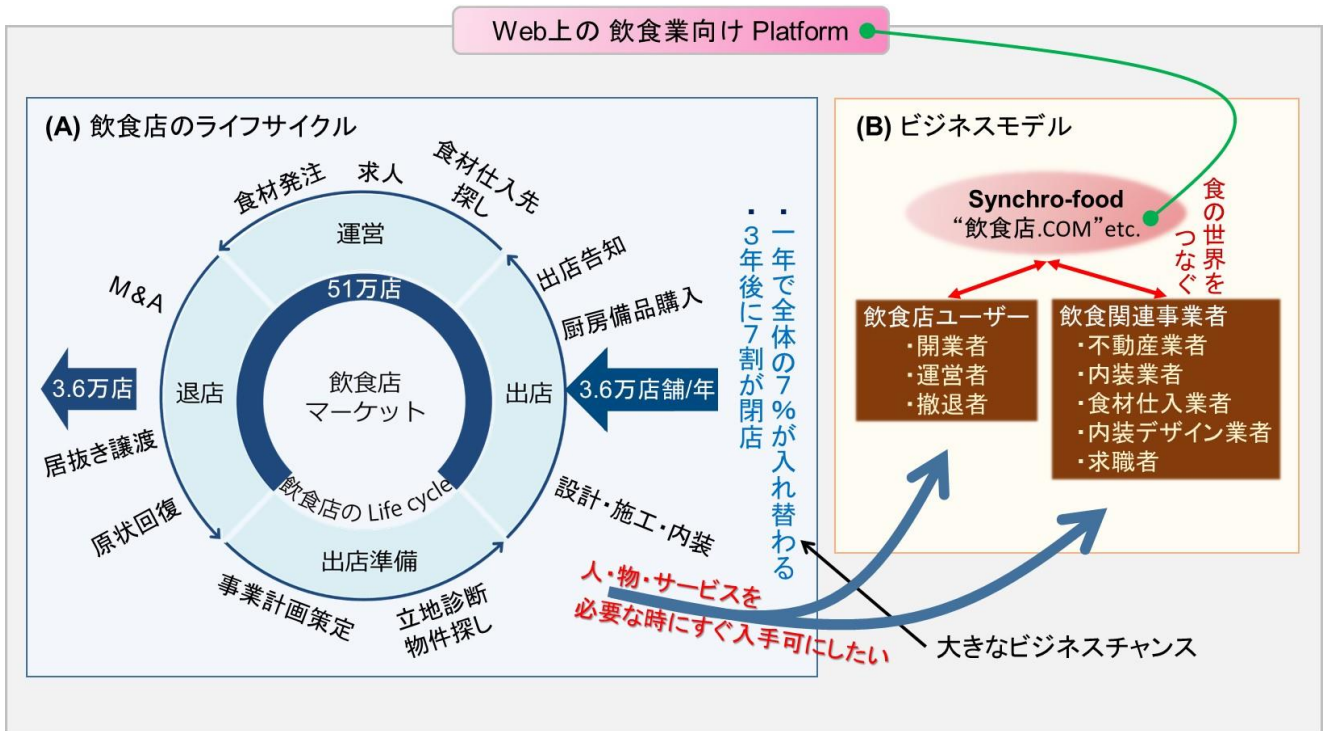 Web上の 飲食業向け Platform
(A) 飲食店のライフサイクル
食材発注
求人
食材仕入先
探し
運営
出店告知
厨房備品購入
51万店
M&A
3.6万店
退店
飲食店
マーケット
出店
3.6万店舗/年
居抜き譲渡
原状回復
飲食店の Life cycle
設計・施工・内装
出店準備
事業計画策定
立地診断
物件探し
・一年で全体の7%が入れ替わる
・3年後に7割が閉店
人・物・サービスを
必要な時にすぐ入手可にしたい
大きなビジネスチャンス
(B) ビジネスモデル
Synchro-food
“飲食店.COM”etc.
食の世界を
つなぐ
飲食店ユーザー
・開業者
・運営者
・撤退者
飲食関連事業者
・不動産業者
・内装業者
・食材仕入業者
・内装デザイン業者
・求職者